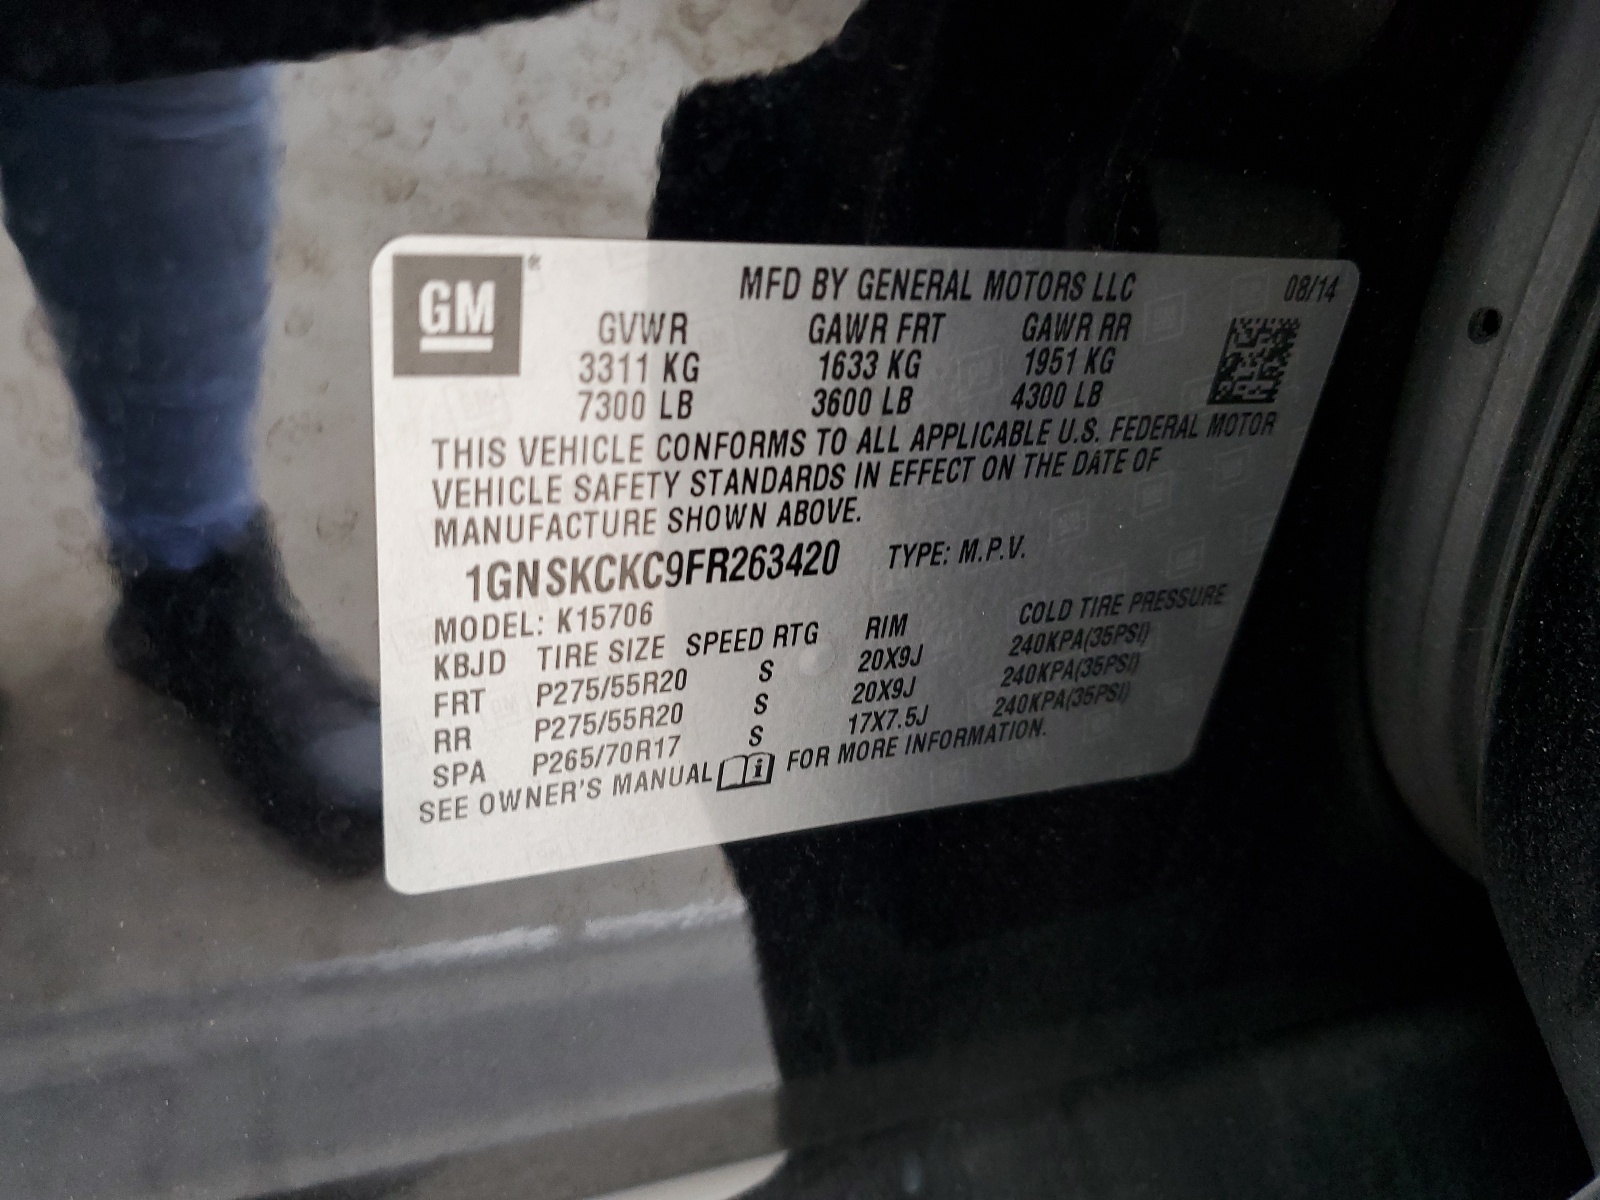 GM®
MFD BY GENERAL MOTORS LLC 08/14
GVWR GAWR FRT GAWR RR
3311 KG 1633 KG 1951 KG
7300 LB 3600 LB 4300 LB
THIS VEHICLE CONFORMS TO ALL APPLICABLE U.S. FEDERAL MOTOR
VEHICLE SAFETY STANDARDS IN EFFECT ON THE DATE OF
MANUFACTURE SHOWN ABOVE.
1GNSKCKC9FR263420 TYPE: M.P.V.
MODEL: K15706
KBJD TIRE SIZE SPEED RTG RIM COLD TIRE PRESSURE
FRT P275/55R20 S 20X9J 240KPA(35PSI)
RR P275/55R20 S 20X9J 240KPA(35PSI)
SPA P265/70R17 S 17X7.5J 240KPA(35PSI)
SEE OWNER'S MANUAL i FOR MORE INFORMATION.